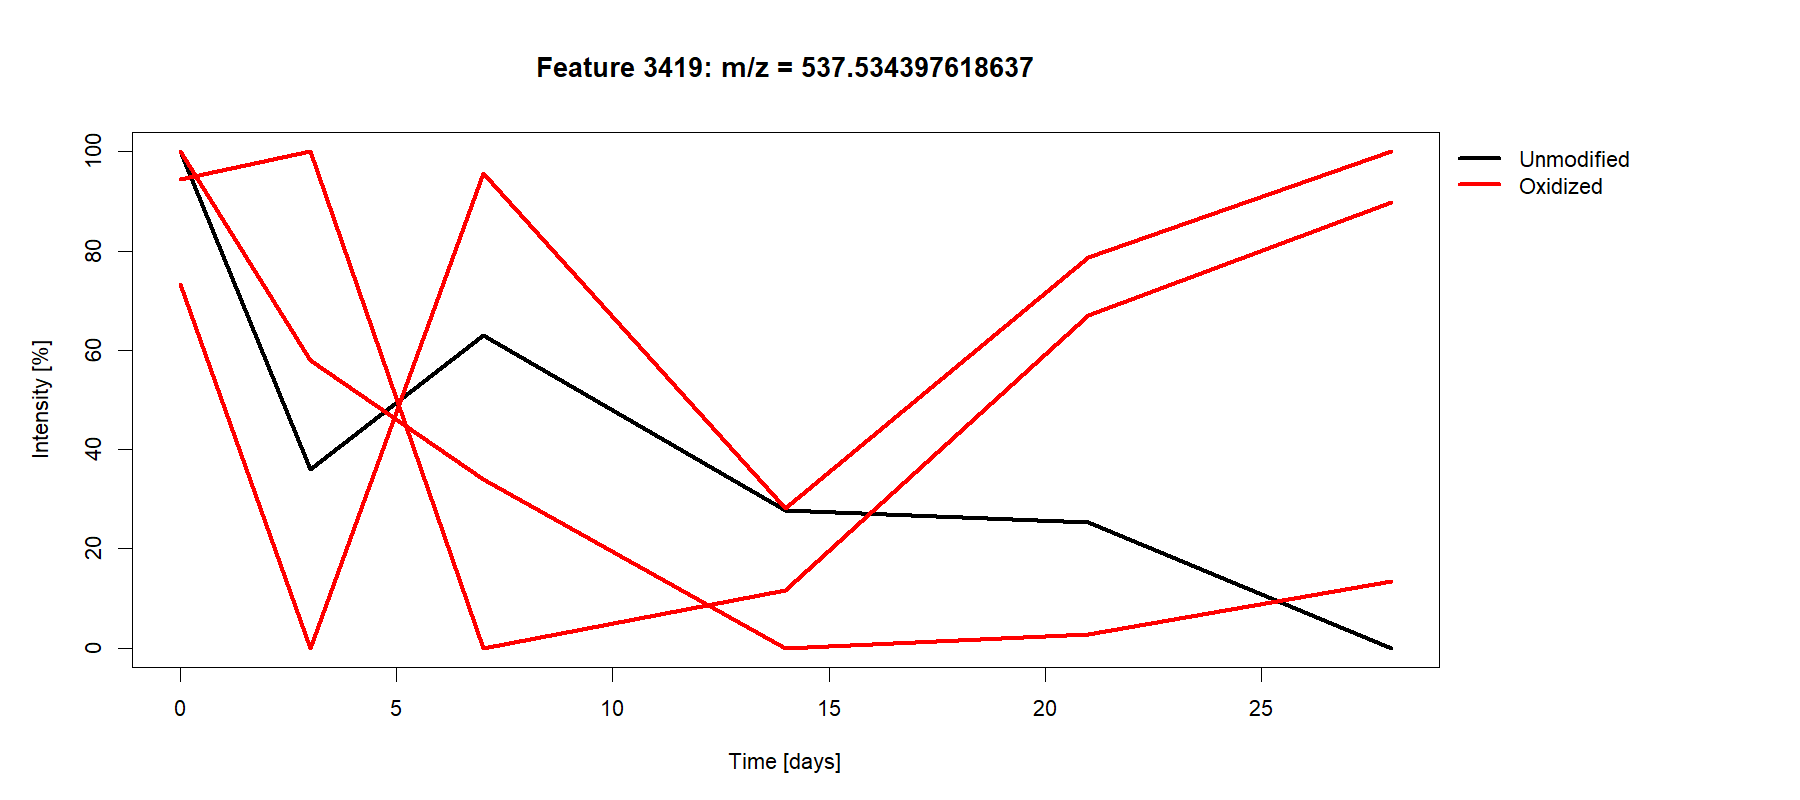 Feature 3419: m/z = 537.534397618637
Unmodified
Oxidized
Intensity [%]
100
80
60
40
20
0
0 5 10 15 20 25
Time [days]